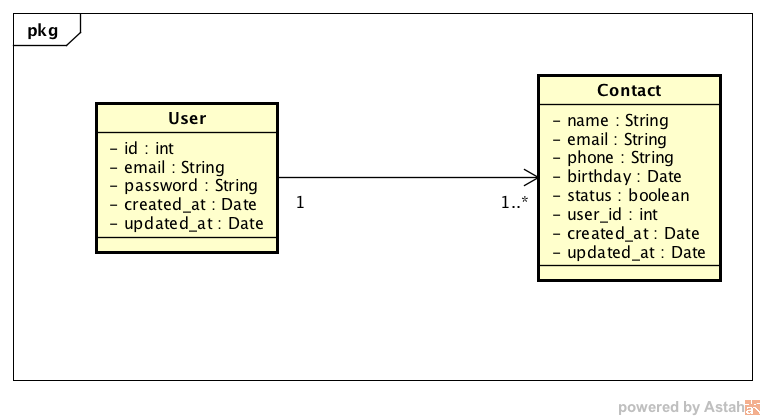 pkg
User
- id : int
- email : String
- password : String
- created_at : Date
- updated_at : Date
1
1..*
Contact
- name : String
- email : String
- phone : String
- birthday : Date
- status : boolean
- user_id : int
- created_at : Date
- updated_at : Date
powered by Astah